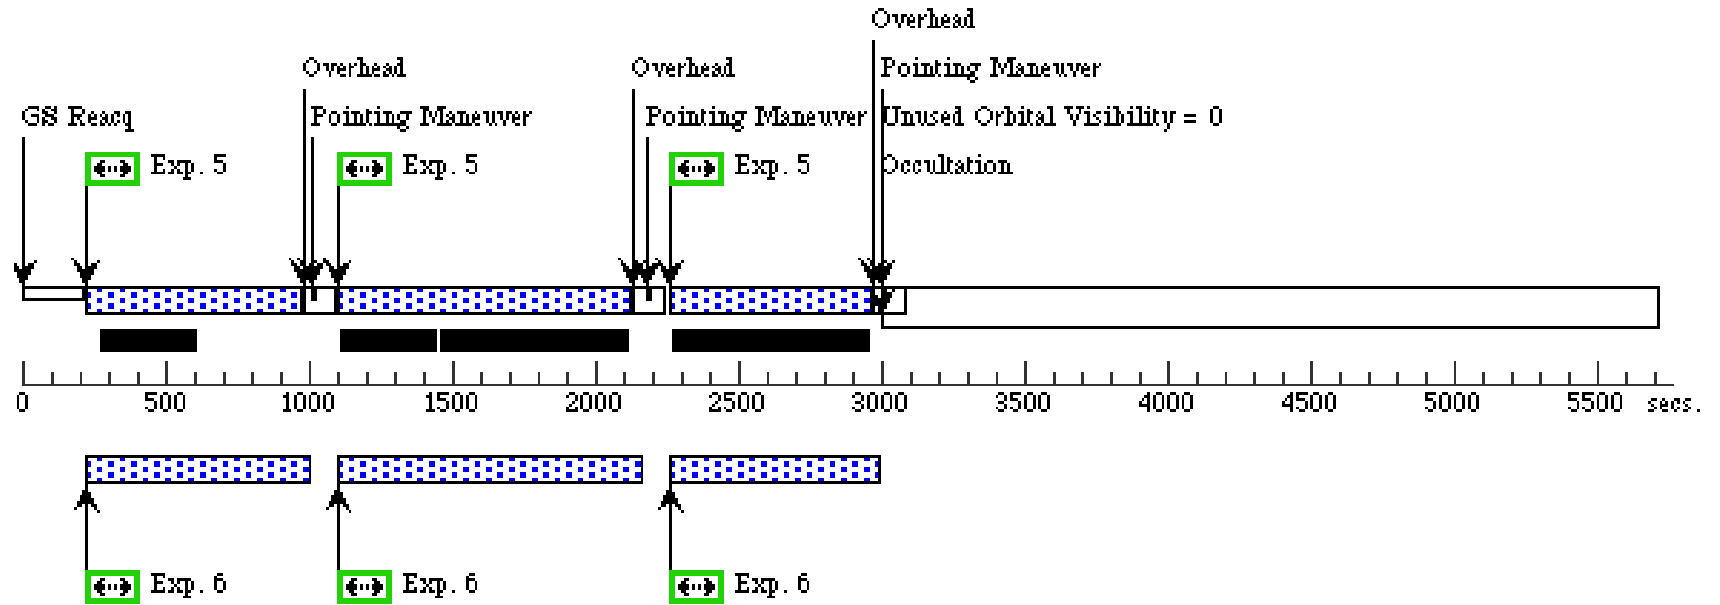 Overhead
Overhead
Overhead
Pointing Maneuver
GS Reacq
Pointing Maneuver
Pointing Maneuver
Unused Orbital Visibility = 0
Exp. 5
Exp. 5
Exp. 5
Occultation
0 500 1000 1500 2000 2500 3000 3500 4000 4500 5000 5500 secs.
Exp. 6
Exp. 6
Exp. 6